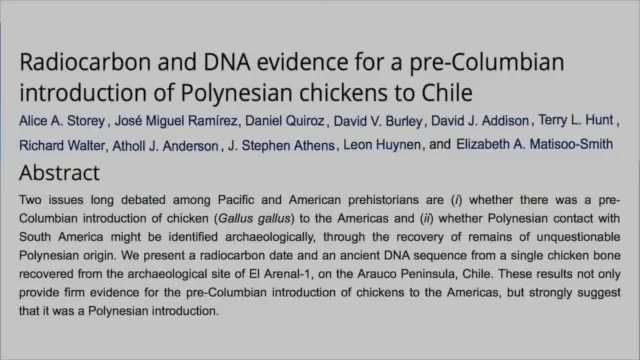 Radiocarbon and DNA evidence for a pre-Columbian
introduction of Polynesian chickens to Chile
Alice A. Storey, José Miguel Ramírez, Daniel Quiroz, David V. Burley, David J. Addison, Terry L. Hunt,
Richard Walter, Atholl J. Anderson, J. Stephen Athens, Leon Huynen, and Elizabeth A. Matisoo-Smith
Abstract
Two issues long debated among Pacific and American prehistorians are (i) whether there was a pre-
Columbian introduction of chicken (Gallus gallus) to the Americas and (ii) whether Polynesian contact with
South America might be identified archaeologically, through the recovery of remains of unquestionable
Polynesian origin. We present a radiocarbon date and an ancient DNA sequence from a single chicken bone
recovered from the archaeological site of El Arenal-1, on the Arauco Peninsula, Chile. These results not only
provide firm evidence for the pre-Columbian introduction of chickens to the Americas, but strongly suggest
that it was a Polynesian introduction.